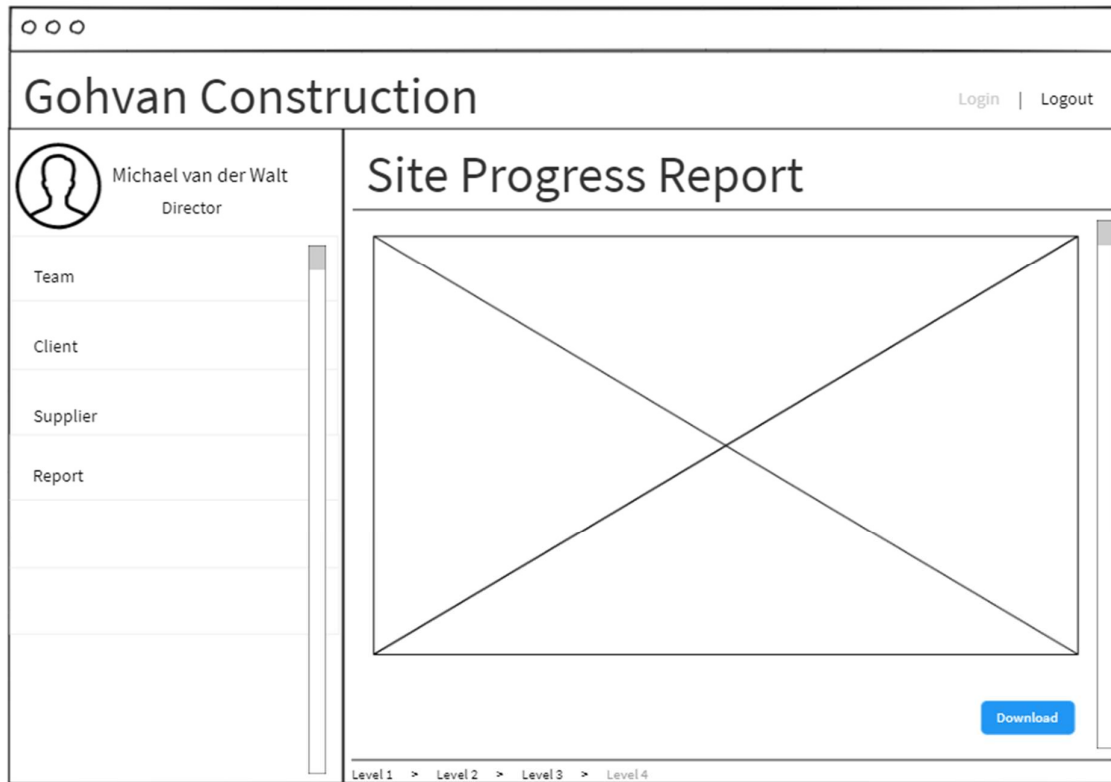 Gohvan Construction
Login | Logout
Michael van der Walt
Director
Team
Client
Supplier
Report
Site Progress Report
Download
Level 1 > Level 2 > Level 3 > Level 4